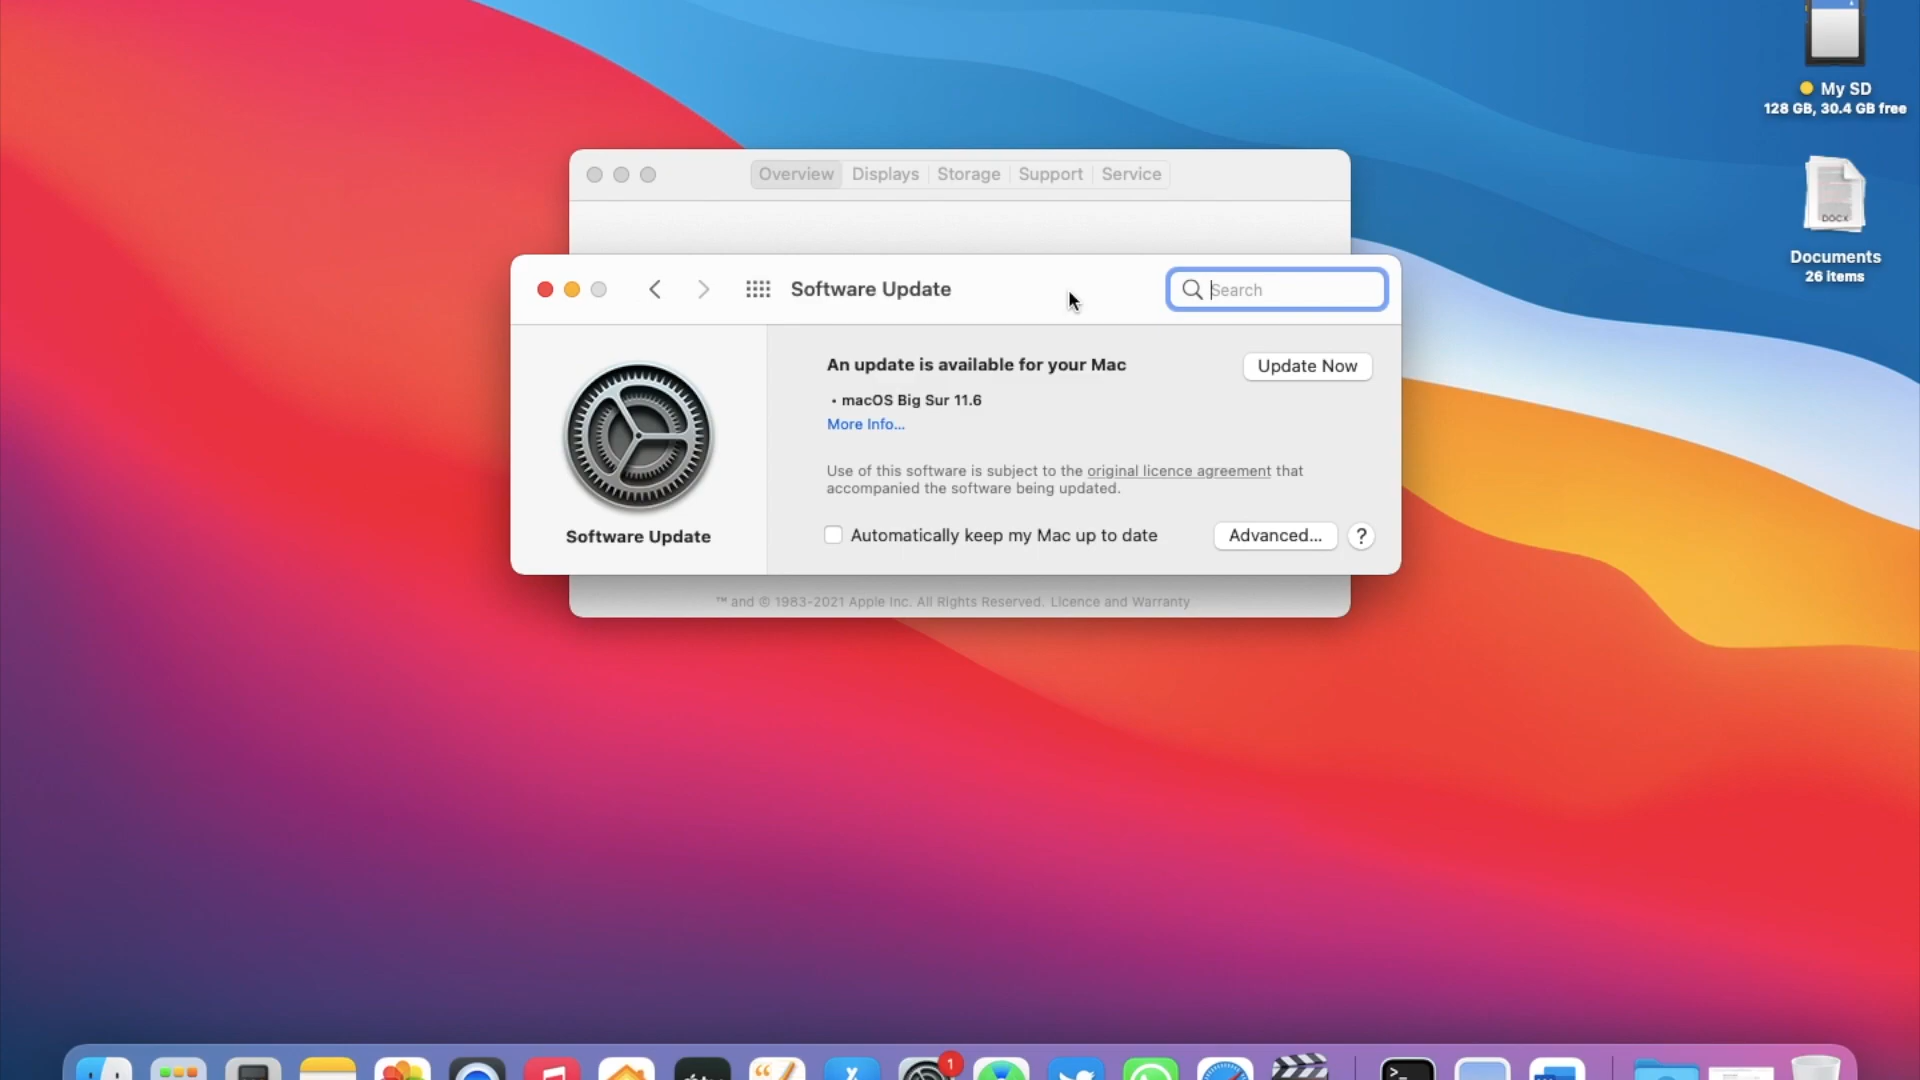 My SD
128 GB, 30.4 GB free
DOCX
Documents
26 items
Overview Displays Storage Support Service
Software Update
Search
An update is available for your Mac
Update Now
• macOS Big Sur 11.6
More Info...
Use of this software is subject to the original licence agreement that
accompanied the software being updated.
Software Update
Automatically keep my Mac up to date
Advanced...
?
™ and © 1983-2021 Apple Inc. All Rights Reserved. Licence and Warranty
1